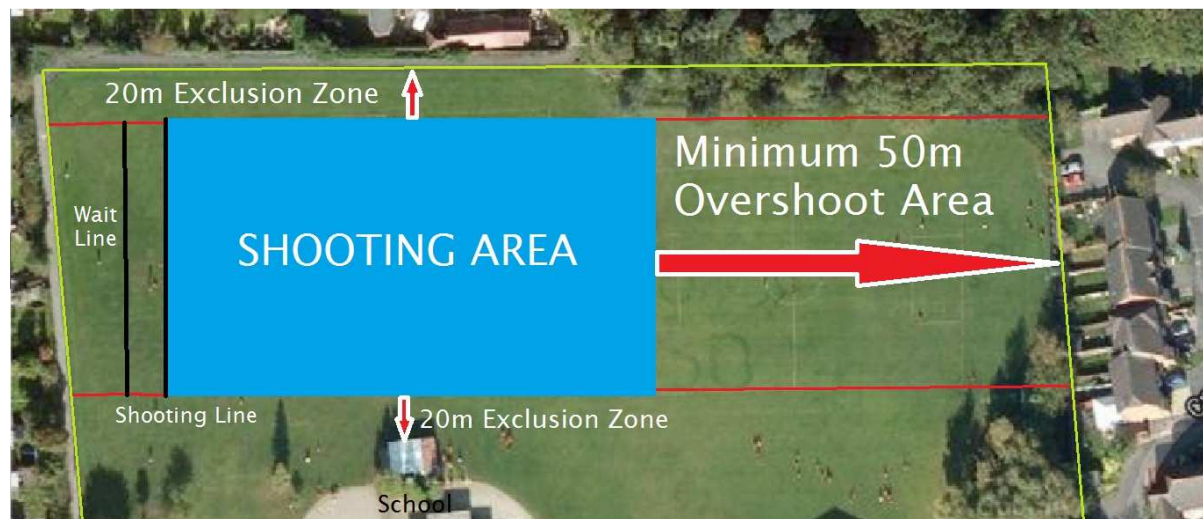 20m Exclusion Zone
Minimum 50m
Overshoot Area
Wait
Line
SHOOTING AREA
Shooting Line
20m Exclusion Zone
School